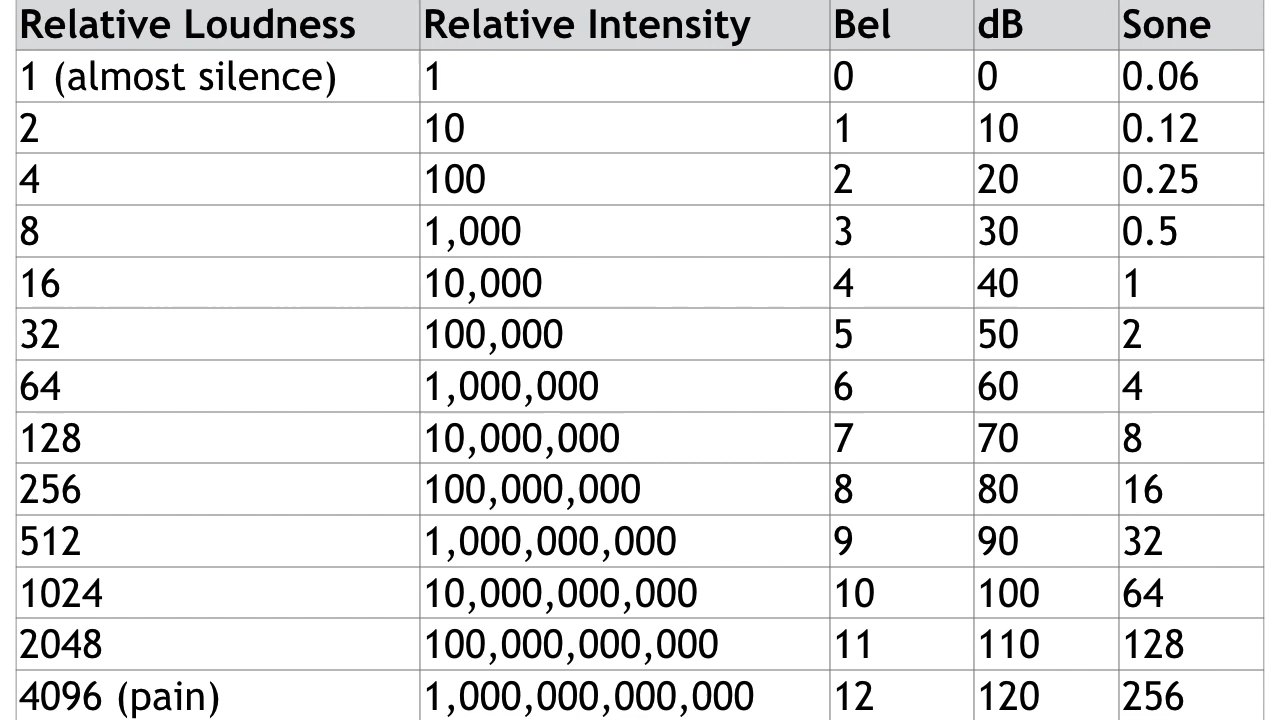 Relative Loudness Relative Intensity Bel dB Sone
1 (almost silence) 1 0 0 0.06
2 10 1 10 0.12
4 100 2 20 0.25
8 1,000 3 30 0.5
16 10,000 4 40 1
32 100,000 5 50 2
64 1,000,000 6 60 4
128 10,000,000 7 70 8
256 100,000,000 8 80 16
512 1,000,000,000 9 90 32
1024 10,000,000,000 10 100 64
2048 100,000,000,000 11 110 128
4096 (pain) 1,000,000,000,000 12 120 256